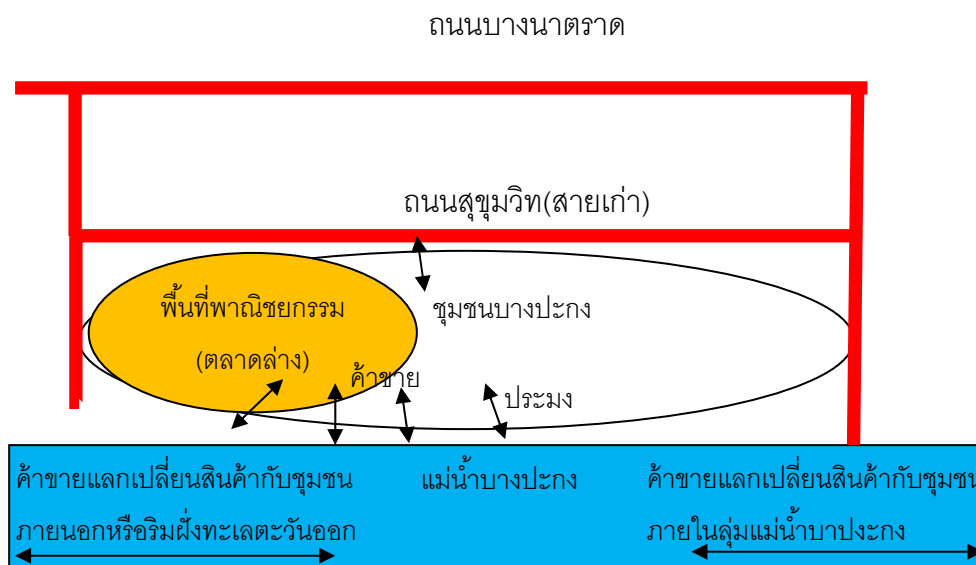 ถนนบางนาตราด
ถนนสุขุมวิท(สายเก่า)
พื้นที่พาณิชยกรรม
(ตลาดล่าง)
ชุมชนบางปะกง
ค้าขาย
ประมง
ค้าขายแลกเปลี่ยนสินค้ากับชุมชน
ภายนอกหรือริมฝั่งทะเลตะวันออก
แม่น้ำบางปะกง
ค้าขายแลกเปลี่ยนสินค้ากับชุมชน
ภายในลุ่มแม่น้ำบาปงะกง